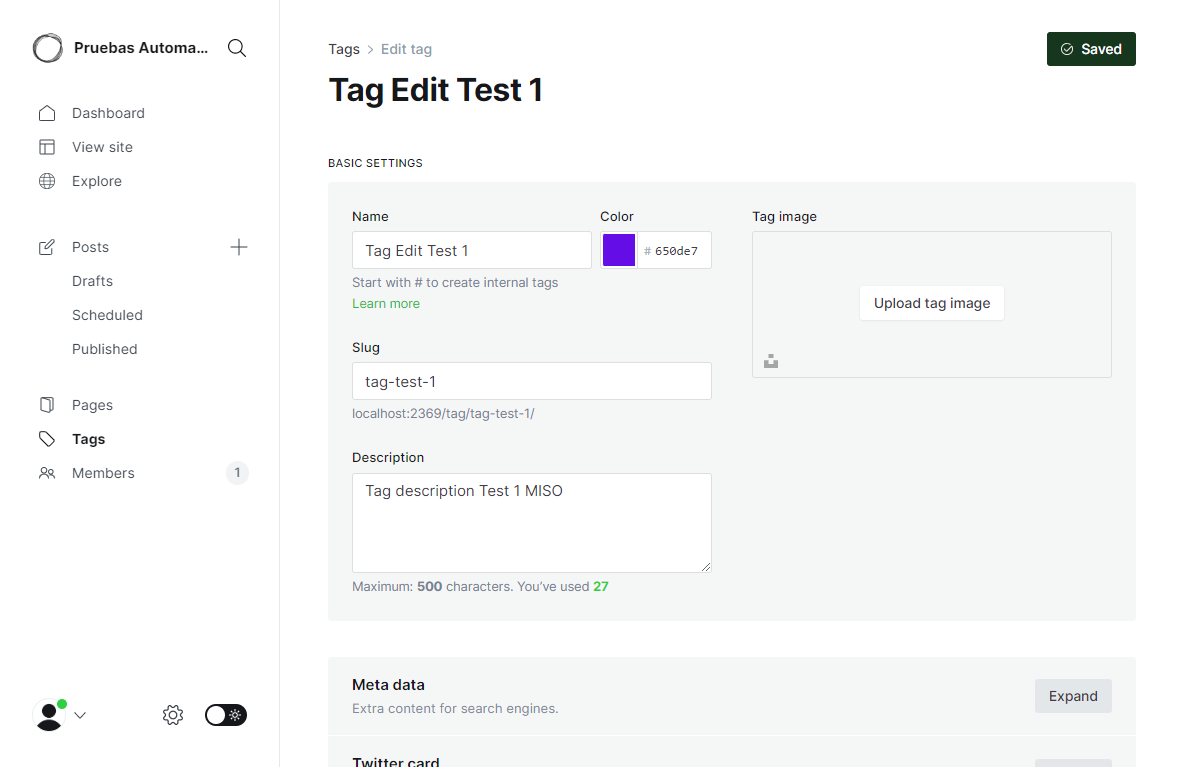 Pruebas Automa...
Dashboard
View site
Explore
Posts
Drafts
Scheduled
Published
Pages
Tags
Members
1
Tags > Edit tag
Saved
Tag Edit Test 1
BASIC SETTINGS
Name
Color
Tag image
Tag Edit Test 1
# 650de7
Start with # to create internal tags
Learn more
Upload tag image
Slug
tag-test-1
localhost:2369/tag/tag-test-1/
Description
Tag description Test 1 MISO
Maximum: 500 characters. You’ve used 27
Meta data
Extra content for search engines.
Expand
Twitter card